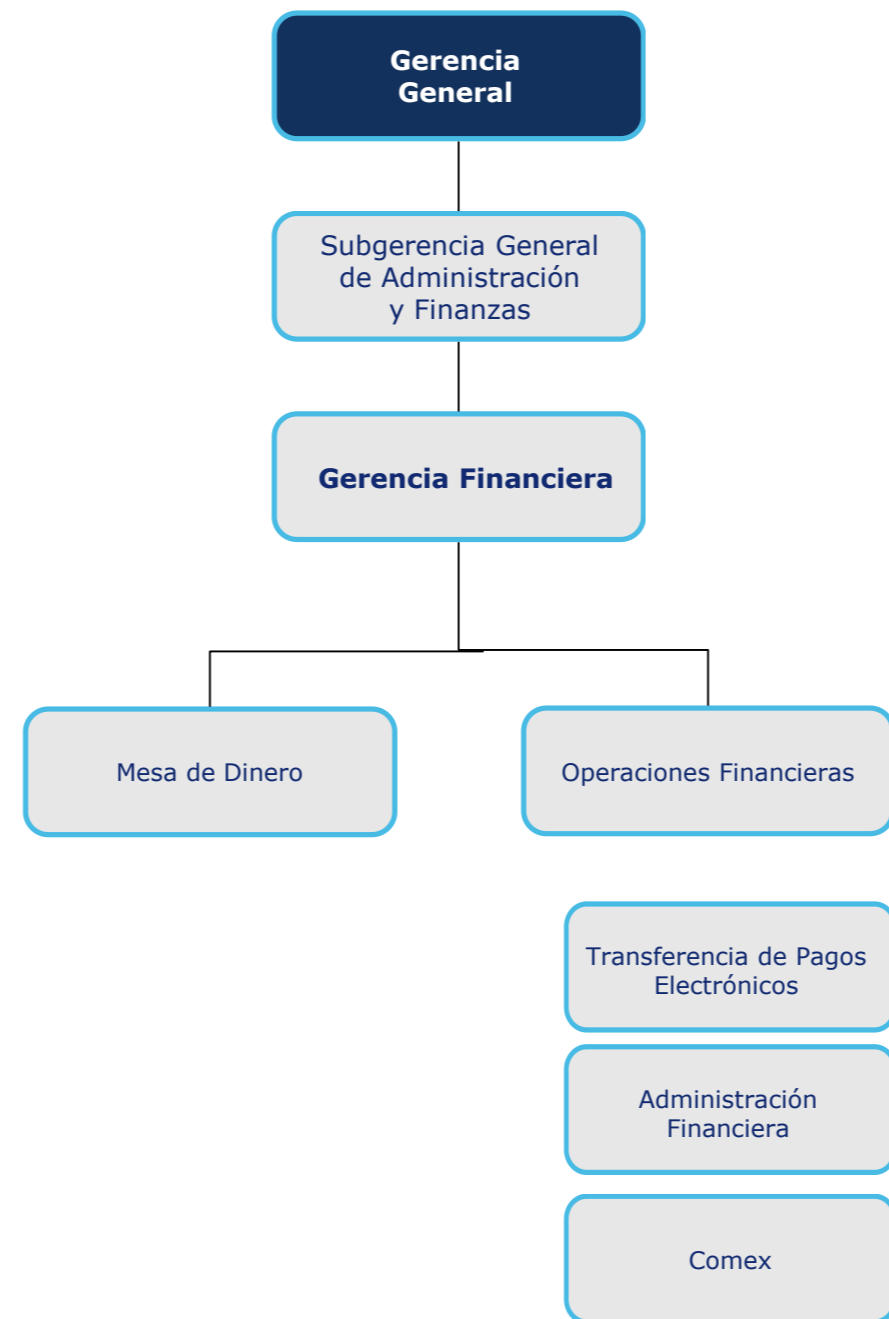 Gerencia
General
Subgerencia General
de Administración
y Finanzas
Gerencia Financiera
Mesa de Dinero
Operaciones Financieras
Transferencia de Pagos
Electrónicos
Administración
Financiera
Comex